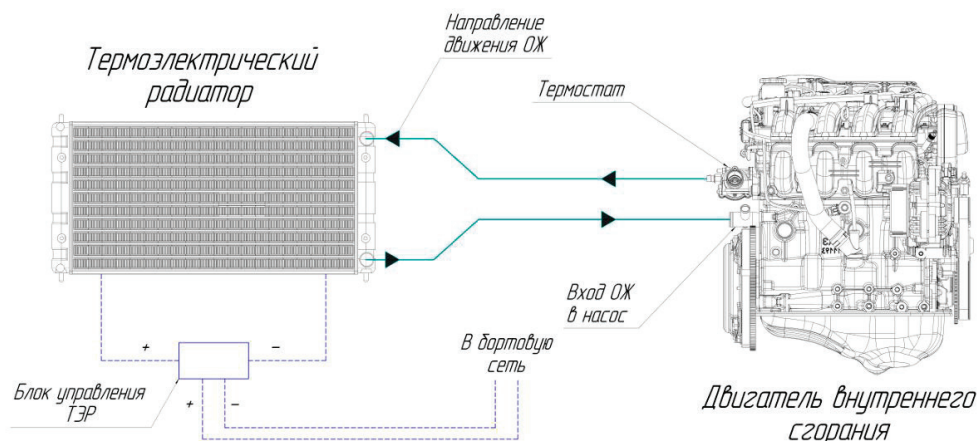 Направление
движения ОЖ
Термоэлектрический
радиатор
Термостат
Вход ОЖ
в насос
+
-
В бортовую
сеть
Блок управления
ТЭР
+
-
Двигатель внутреннего
сгорания